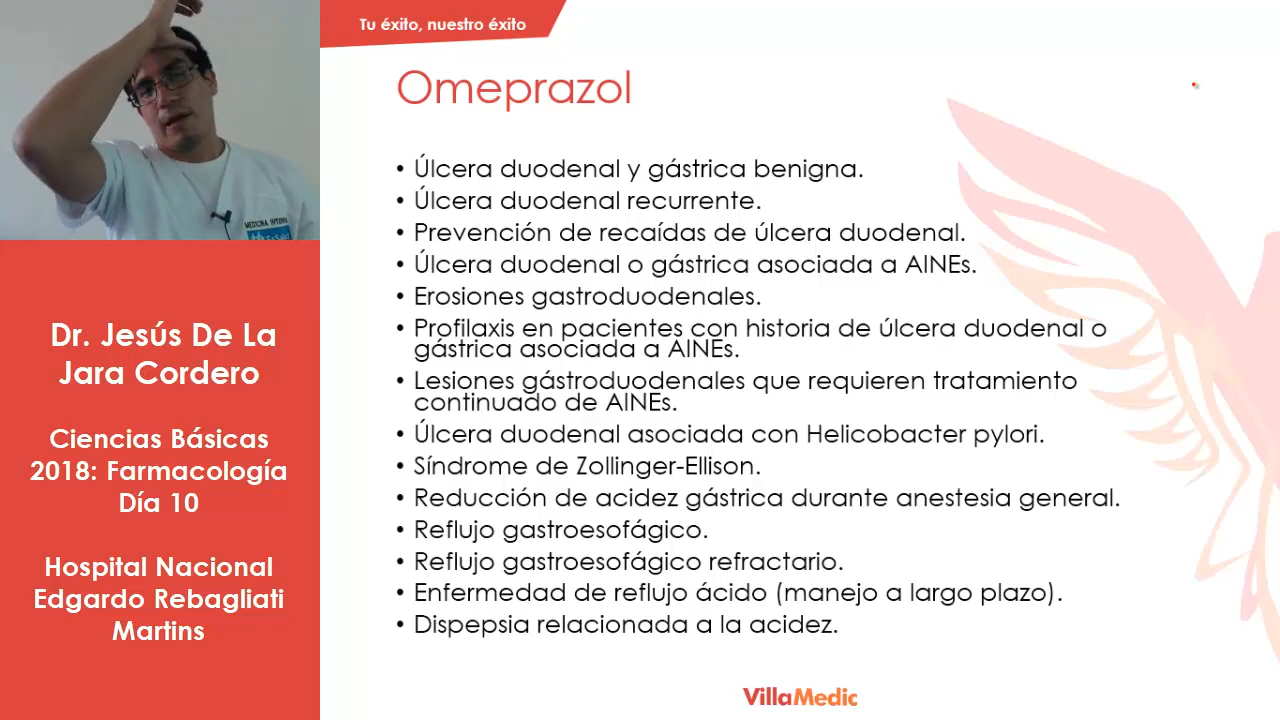 Tu éxito, nuestro éxito
Omeprazol
• Úlcera duodenal y gástrica benigna.
• Úlcera duodenal recurrente.
• Prevención de recaídas de úlcera duodenal.
• Úlcera duodenal o gástrica asociada a AINEs.
• Erosiones gastroduodenales.
• Profilaxis en pacientes con historia de úlcera duodenal o
gástrica asociada a AINEs.
• Lesiones gástroduodenales que requieren tratamiento
continuado de AINEs.
• Úlcera duodenal asociada con Helicobacter pylori.
• Síndrome de Zollinger-Ellison.
• Reducción de acidez gástrica durante anestesia general.
• Reflujo gastroesofágico.
• Reflujo gastroesofágico refractario.
• Enfermedad de reflujo ácido (manejo a largo plazo).
• Dispepsia relacionada a la acidez.
VillaMedic
MEDICINA
Dr. Jesús De La
Jara Cordero
Ciencias Básicas
2018: Farmacología
Día 10
Hospital Nacional
Edgardo Rebagliati
Martins